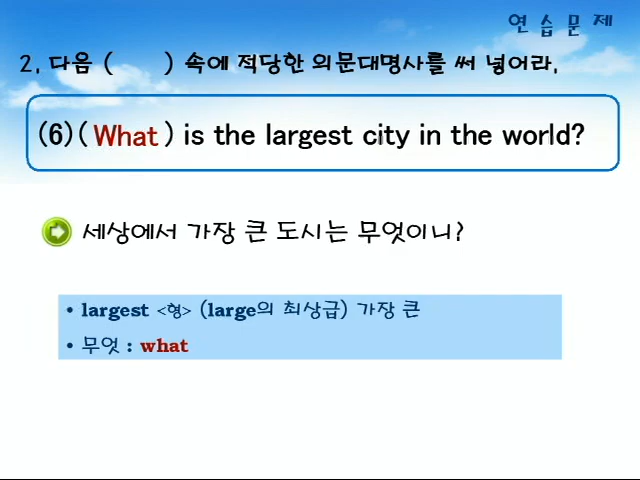 연 습 문 제
2. 다음 (      ) 속에 적당한 의문대명사를 써 넣어라.
(6)( What ) is the largest city in the world?
세상에서 가장 큰 도시는 무엇이니?
• largest <형> (large의 최상급) 가장 큰
• 무엇 : what